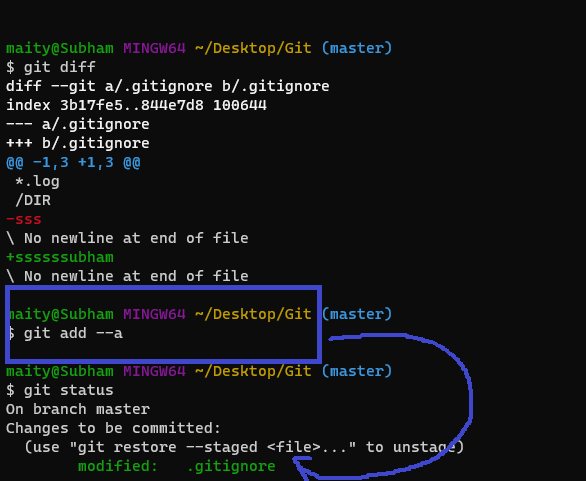 maity@Subham MINGW64 ~/Desktop/Git (master)
$ git diff
diff --git a/.gitignore b/.gitignore
index 3b17fe5..844e7d8 100644
--- a/.gitignore
+++ b/.gitignore
@@ -1,3 +1,3 @@
 *.log
 /DIR
-sss
\ No newline at end of file
+ssssssubham
\ No newline at end of file
maity@Subham MINGW64 ~/Desktop/Git (master)
$ git add --a
maity@Subham MINGW64 ~/Desktop/Git (master)
$ git status
On branch master
Changes to be committed:
  (use "git restore --staged <file>..." to unstage)
        modified:   .gitignore